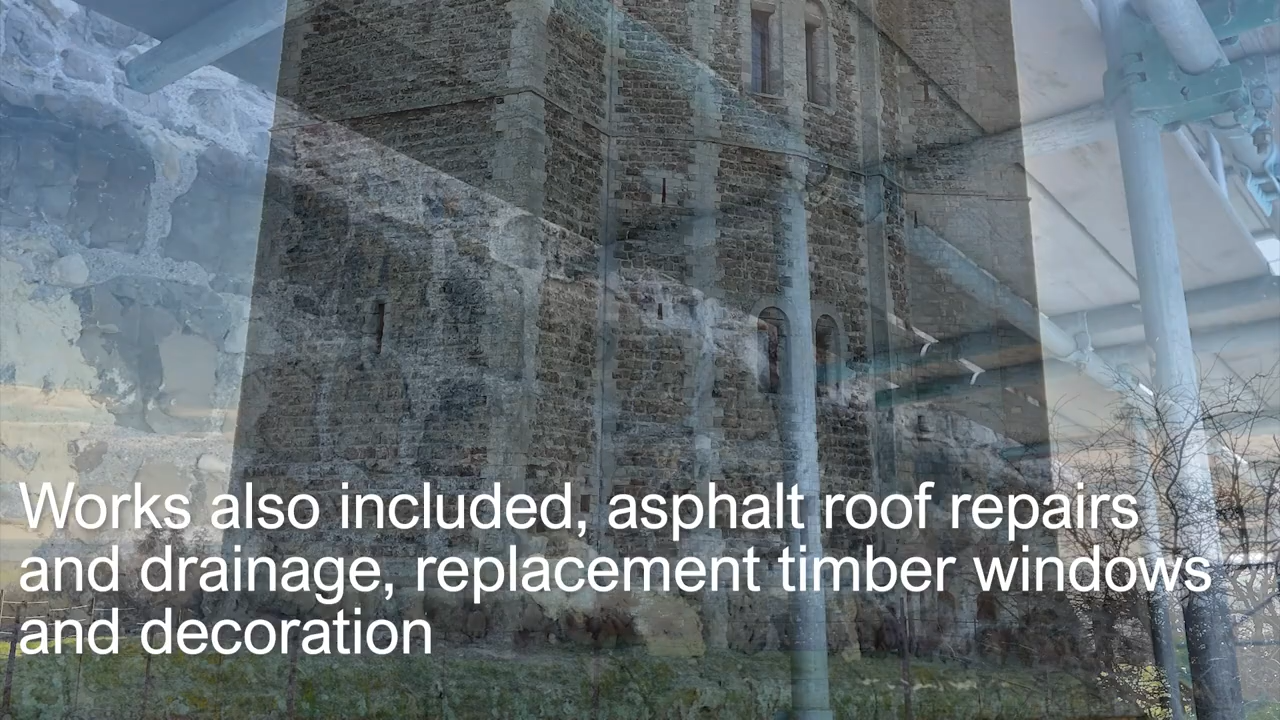 Works also included, asphalt roof repairs
and drainage, replacement timber windows
and decoration